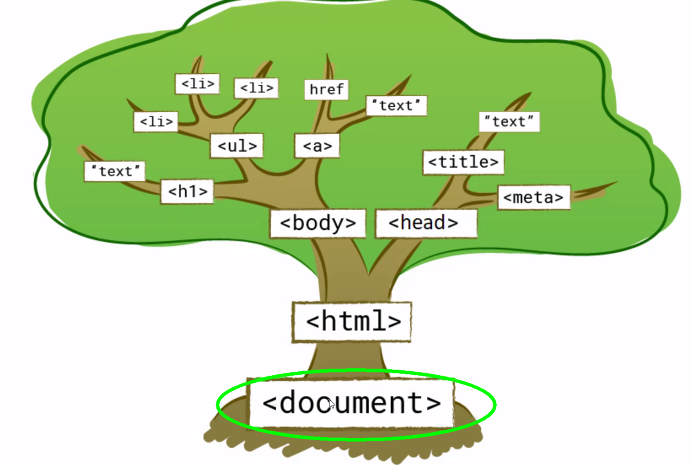 <li>
<li>
href
"text"
<li>
"text"
<ul>
<a>
<title>
"text"
<h1>
<meta>
<body>
<head>
<html>
<document>